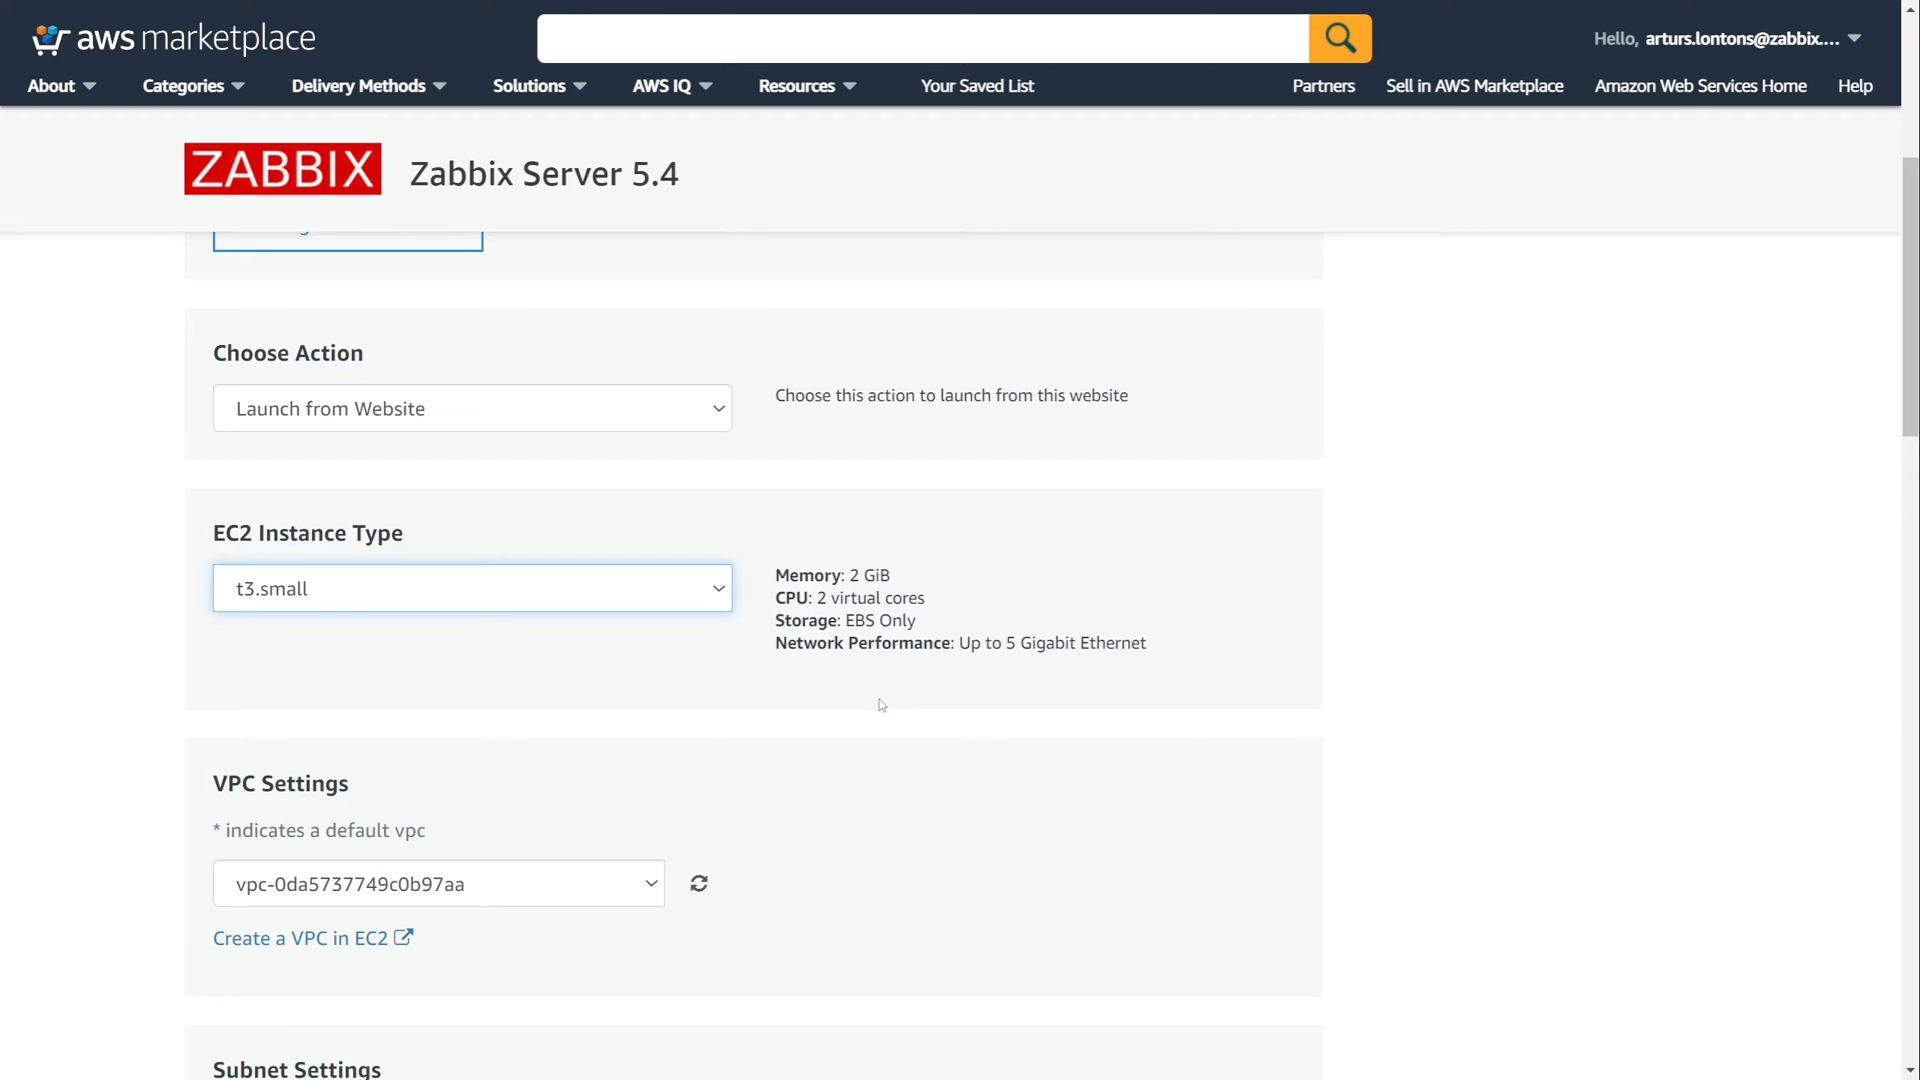 aws marketplace
Hello, arturs.lontons@zabbix....
About
Categories
Delivery Methods
Solutions
AWS IQ
Resources
Your Saved List
Partners
Sell in AWS Marketplace
Amazon Web Services Home
Help
ZABBIX
Zabbix Server 5.4
Choose Action
Launch from Website
Choose this action to launch from this website
EC2 Instance Type
t3.small
Memory: 2 GiB
CPU: 2 virtual cores
Storage: EBS Only
Network Performance: Up to 5 Gigabit Ethernet
VPC Settings
* indicates a default vpc
vpc-0da5737749c0b97aa
Create a VPC in EC2
Subnet Settings